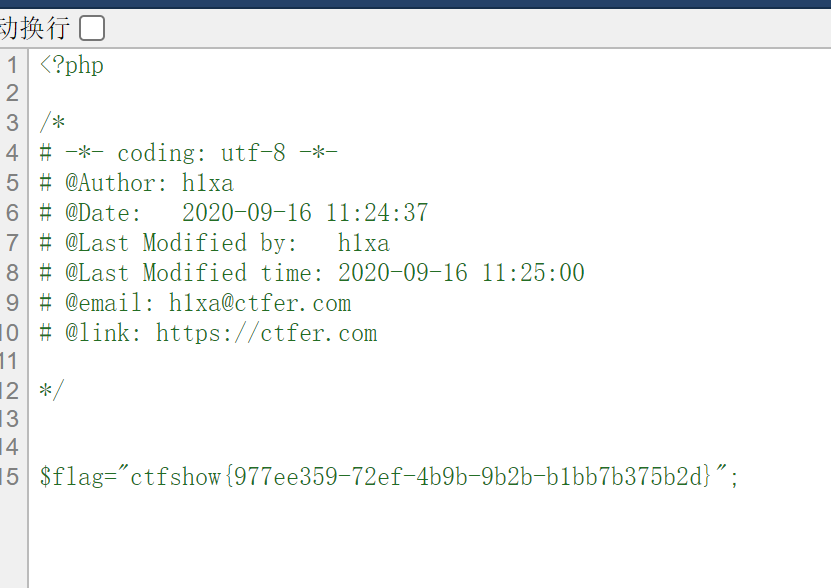 动换行
1 <?php
2
3 /*
4 # -*- coding: utf-8 -*-
5 # @Author: h1xa
6 # @Date:   2020-09-16 11:24:37
7 # @Last Modified by:   h1xa
8 # @Last Modified time: 2020-09-16 11:25:00
9 # @email: h1xa@ctfer.com
10 # @link: https://ctfer.com
11
12 */
13
14
15 $flag="ctfshow{977ee359-72ef-4b9b-9b2b-b1bb7b375b2d}";